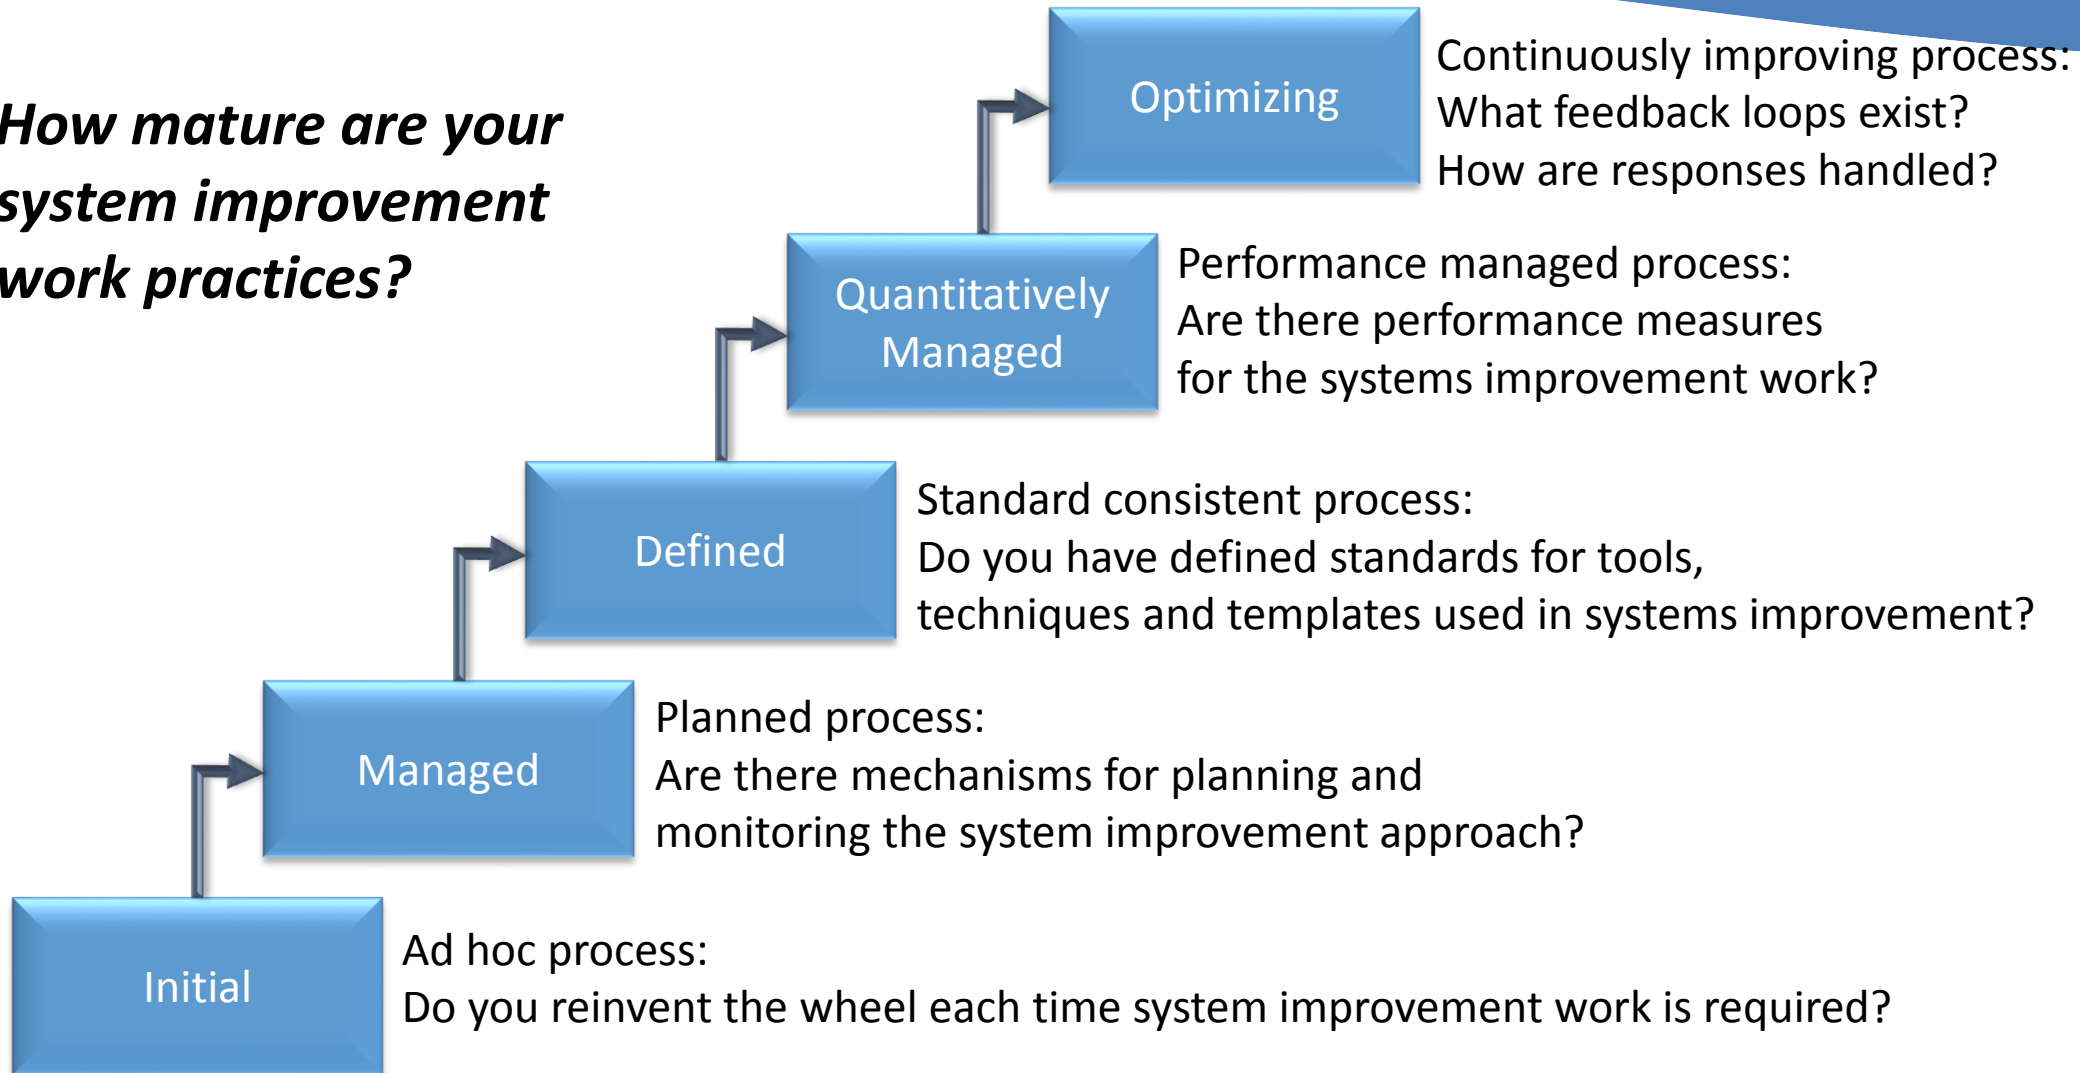 How mature are your
system improvement
work practices?
Optimizing
Continuously improving process:
What feedback loops exist?
How are responses handled?
Quantitatively
Managed
Performance managed process:
Are there performance measures
for the systems improvement work?
Defined
Standard consistent process:
Do you have defined standards for tools,
techniques and templates used in systems improvement?
Managed
Planned process:
Are there mechanisms for planning and
monitoring the system improvement approach?
Initial
Ad hoc process:
Do you reinvent the wheel each time system improvement work is required?